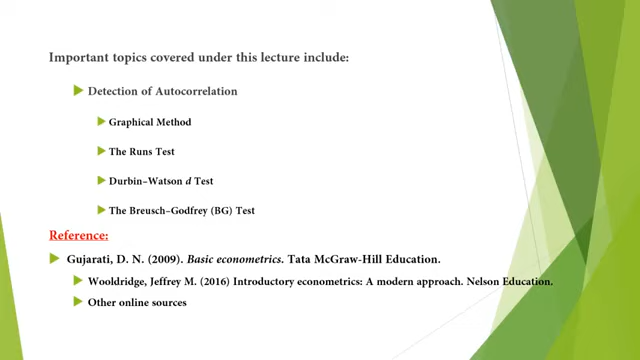 Important topics covered under this lecture include:
Detection of Autocorrelation
Graphical Method
The Runs Test
Durbin–Watson d Test
The Breusch–Godfrey (BG) Test
Reference:
Gujarati, D. N. (2009). Basic econometrics. Tata McGraw-Hill Education.
Wooldridge, Jeffrey M. (2016) Introductory econometrics: A modern approach. Nelson Education.
Other online sources